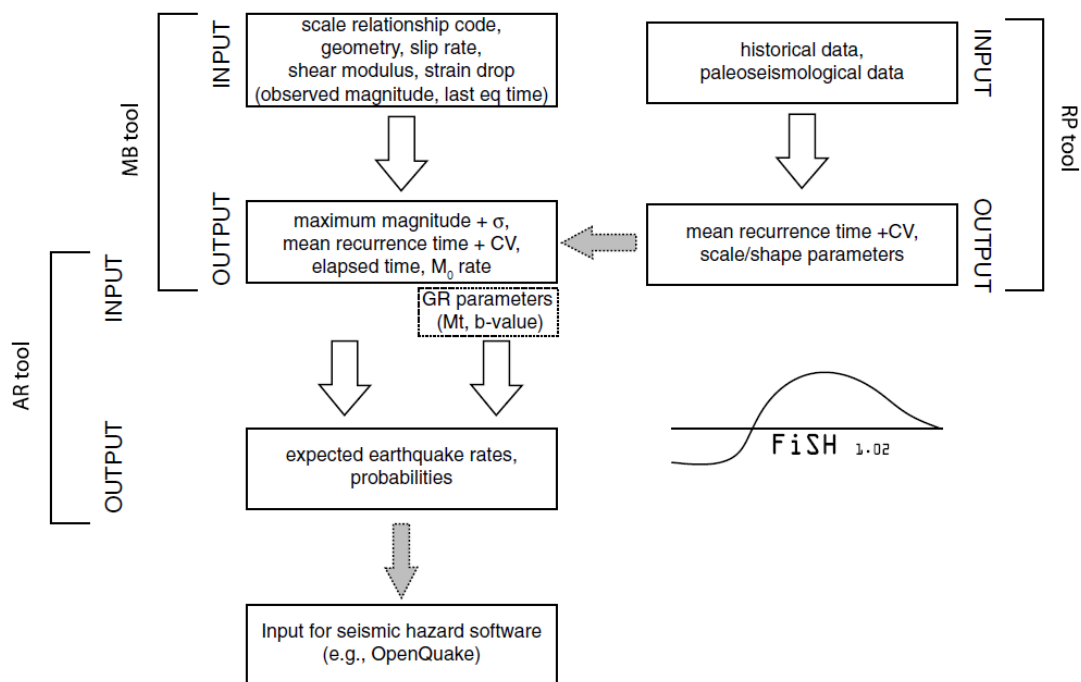 MB tool
INPUT
scale relationship code,
geometry, slip rate,
shear modulus, strain drop
(observed magnitude, last eq time)
historical data,
paleoseismological data
INPUT
RP tool
OUTPUT
maximum magnitude + σ,
mean recurrence time + CV,
elapsed time, M₀ rate
mean recurrence time +CV,
scale/shape parameters
OUTPUT
AR tool
INPUT
GR parameters
(Mt, b-value)
OUTPUT
expected earthquake rates,
probabilities
FiSH 1.02
Input for seismic hazard software
(e.g., OpenQuake)